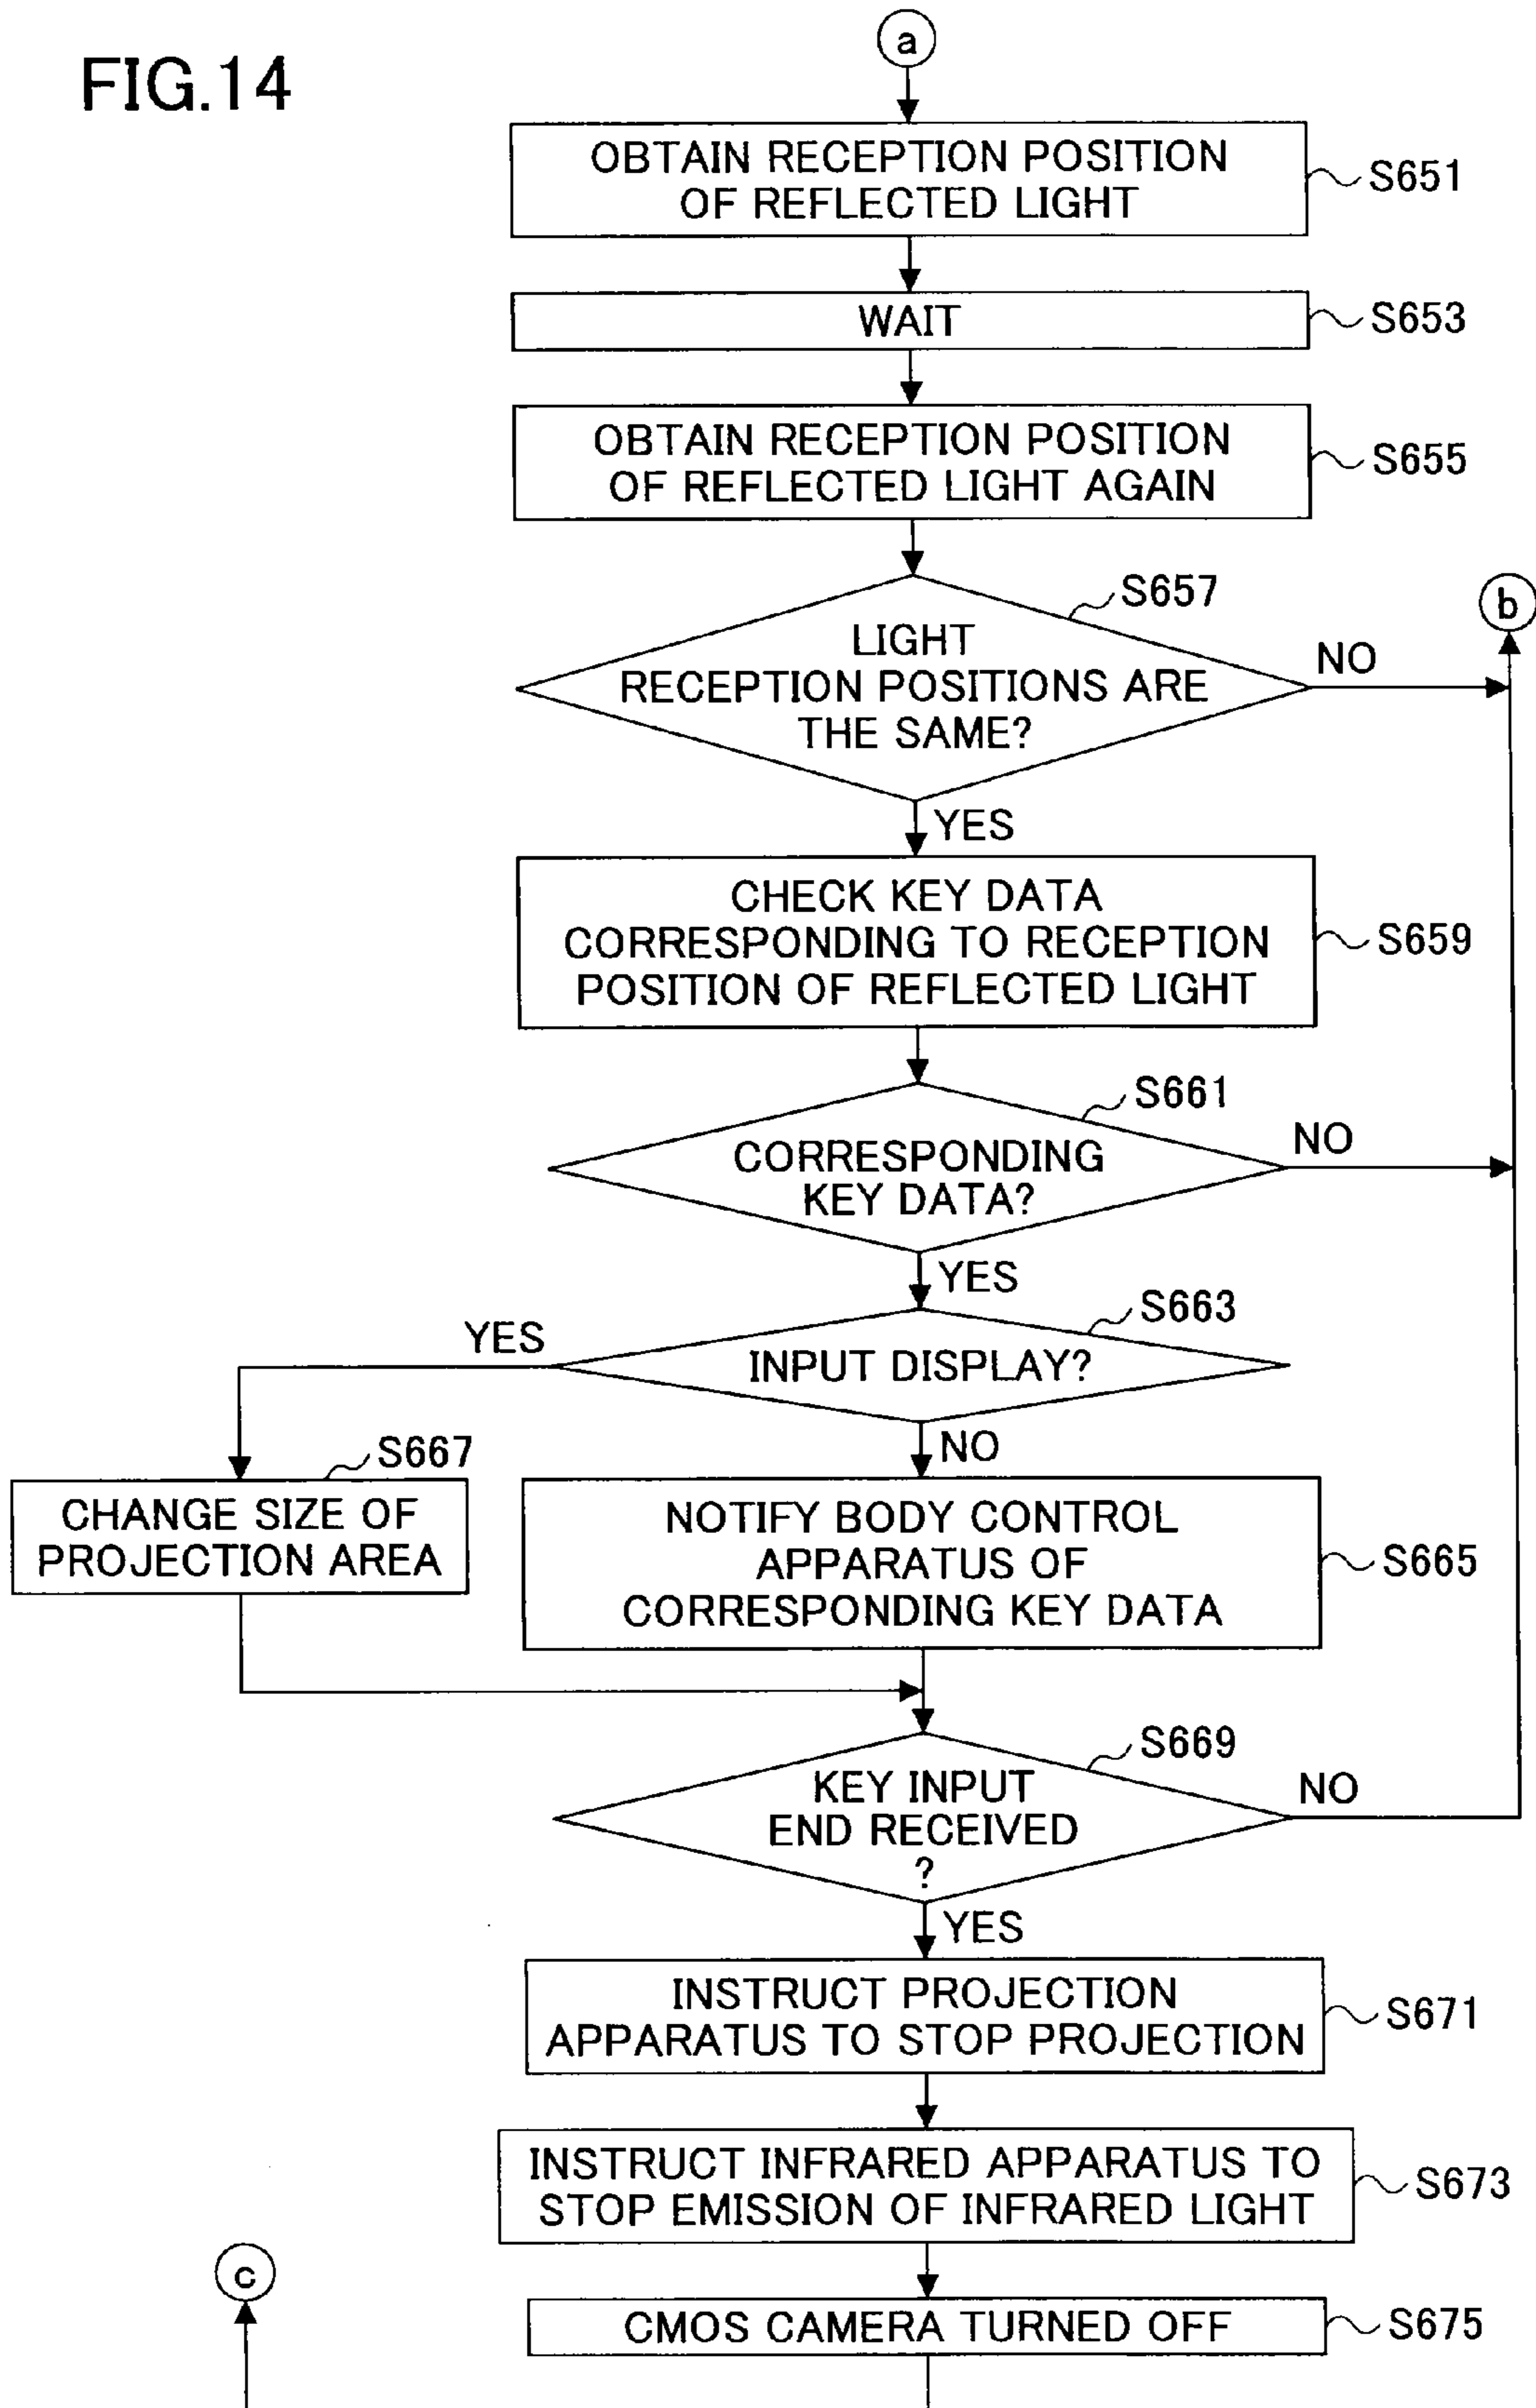 FIG.14
a
OBTAIN RECEPTION POSITION
OF REFLECTED LIGHT
S651
WAIT
S653
OBTAIN RECEPTION POSITION
OF REFLECTED LIGHT AGAIN
S655
S657
b
LIGHT
RECEPTION POSITIONS ARE
THE SAME?
NO
YES
CHECK KEY DATA
CORRESPONDING TO RECEPTION
POSITION OF REFLECTED LIGHT
S659
S661
CORRESPONDING
KEY DATA?
NO
YES
S663
YES
INPUT DISPLAY?
NO
S667
CHANGE SIZE OF
PROJECTION AREA
NOTIFY BODY CONTROL
APPARATUS OF
CORRESPONDING KEY DATA
S665
S669
KEY INPUT
END RECEIVED
?
NO
YES
INSTRUCT PROJECTION
APPARATUS TO STOP PROJECTION
S671
INSTRUCT INFRARED APPARATUS TO
STOP EMISSION OF INFRARED LIGHT
S673
c
CMOS CAMERA TURNED OFF
S675